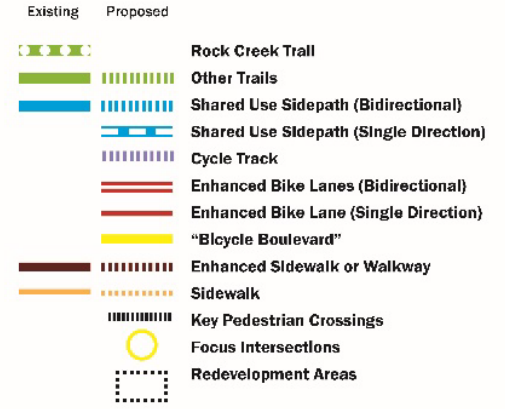 Existing Proposed
Rock Creek Trail
Other Trails
Shared Use Sidepath (Bidirectional)
Shared Use Sidepath (Single Direction)
Cycle Track
Enhanced Bike Lanes (Bidirectional)
Enhanced Bike Lane (Single Direction)
“Bicycle Boulevard”
Enhanced Sidewalk or Walkway
Sidewalk
Key Pedestrian Crossings
Focus Intersections
Redevelopment Areas